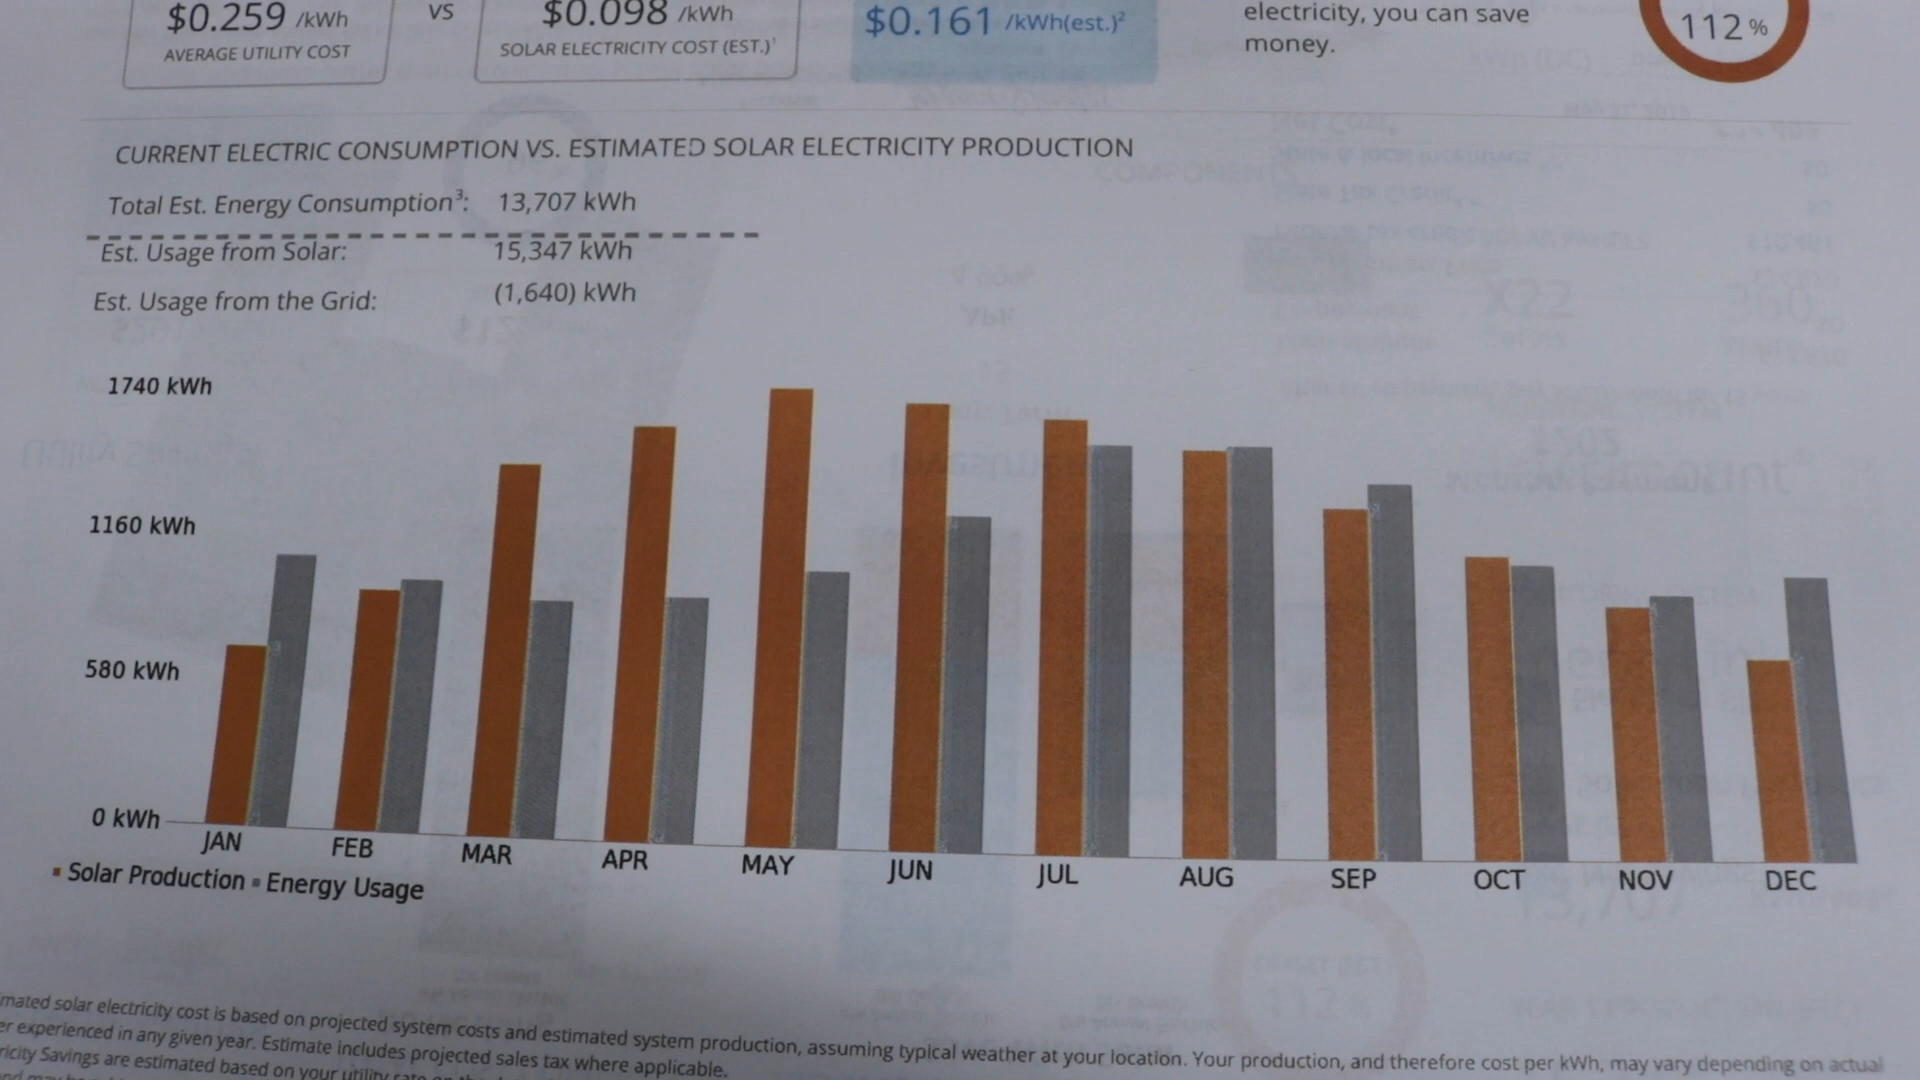 $0.259 /kWh
AVERAGE UTILITY COST
VS
$0.098 /kWh
SOLAR ELECTRICITY COST (EST.)¹
$0.161 /kWh(est.)²
electricity, you can save
money.
112%
CURRENT ELECTRIC CONSUMPTION VS. ESTIMATED SOLAR ELECTRICITY PRODUCTION
Total Est. Energy Consumption³: 13,707 kWh
Est. Usage from Solar: 15,347 kWh
Est. Usage from the Grid: (1,640) kWh
1740 kWh
1160 kWh
580 kWh
0 kWh
JAN FEB MAR APR MAY JUN JUL AUG SEP OCT NOV DEC
Solar Production Energy Usage
solar electricity cost is based on projected system costs and estimated system production, assuming typical weather at your location. Your production, and therefore cost per kWh, may vary depending on actual
experienced in any given year. Estimate includes projected sales tax where applicable.
Savings are estimated based on your utility rate